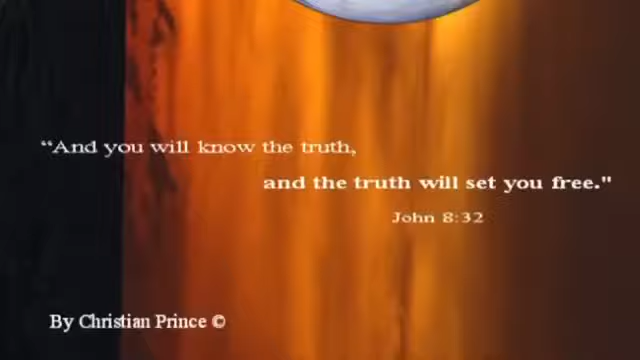 “And you will know the truth,
and the truth will set you free."
John 8:32
By Christian Prince ©